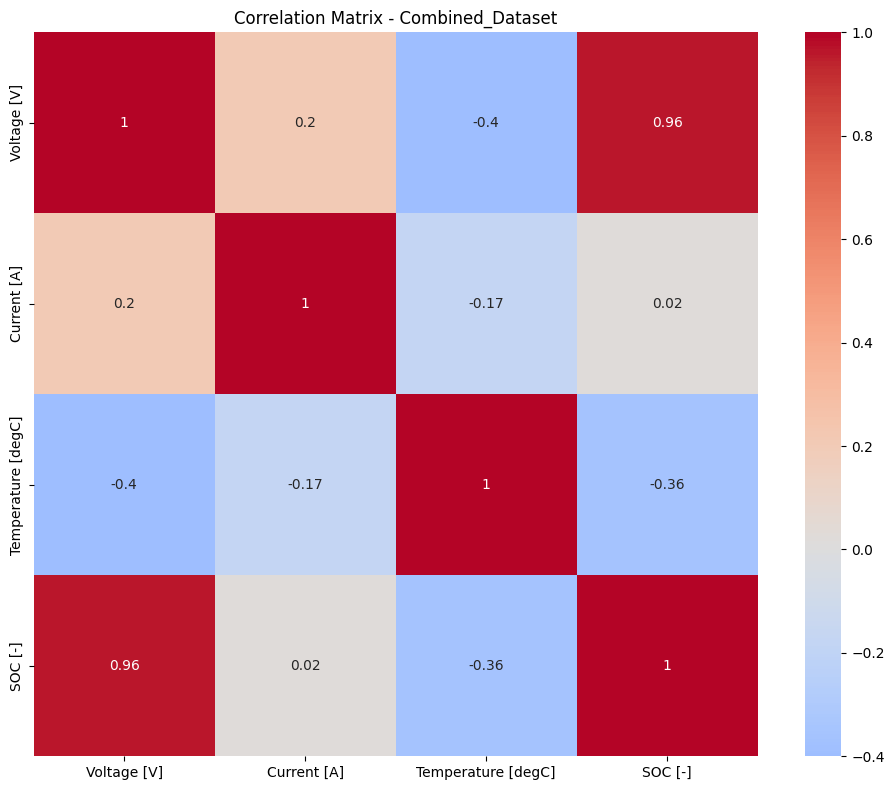 Correlation Matrix - Combined_Dataset
Voltage [V]
1
0.2
-0.4
0.96
Current [A]
0.2
1
-0.17
0.02
Temperature [degC]
-0.4
-0.17
1
-0.36
SOC [-]
0.96
0.02
-0.36
1
Voltage [V]
Current [A]
Temperature [degC]
SOC [-]
1.0
0.8
0.6
0.4
0.2
0.0
−0.2
−0.4